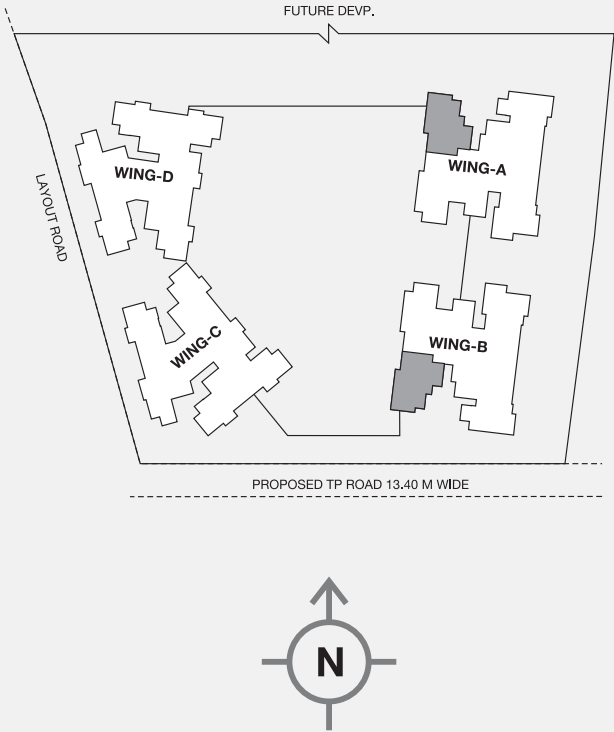 FUTURE DEVP.
WING-D
WING-A
LAYOUT ROAD
WING-C
WING-B
PROPOSED TP ROAD 13.40 M WIDE
N